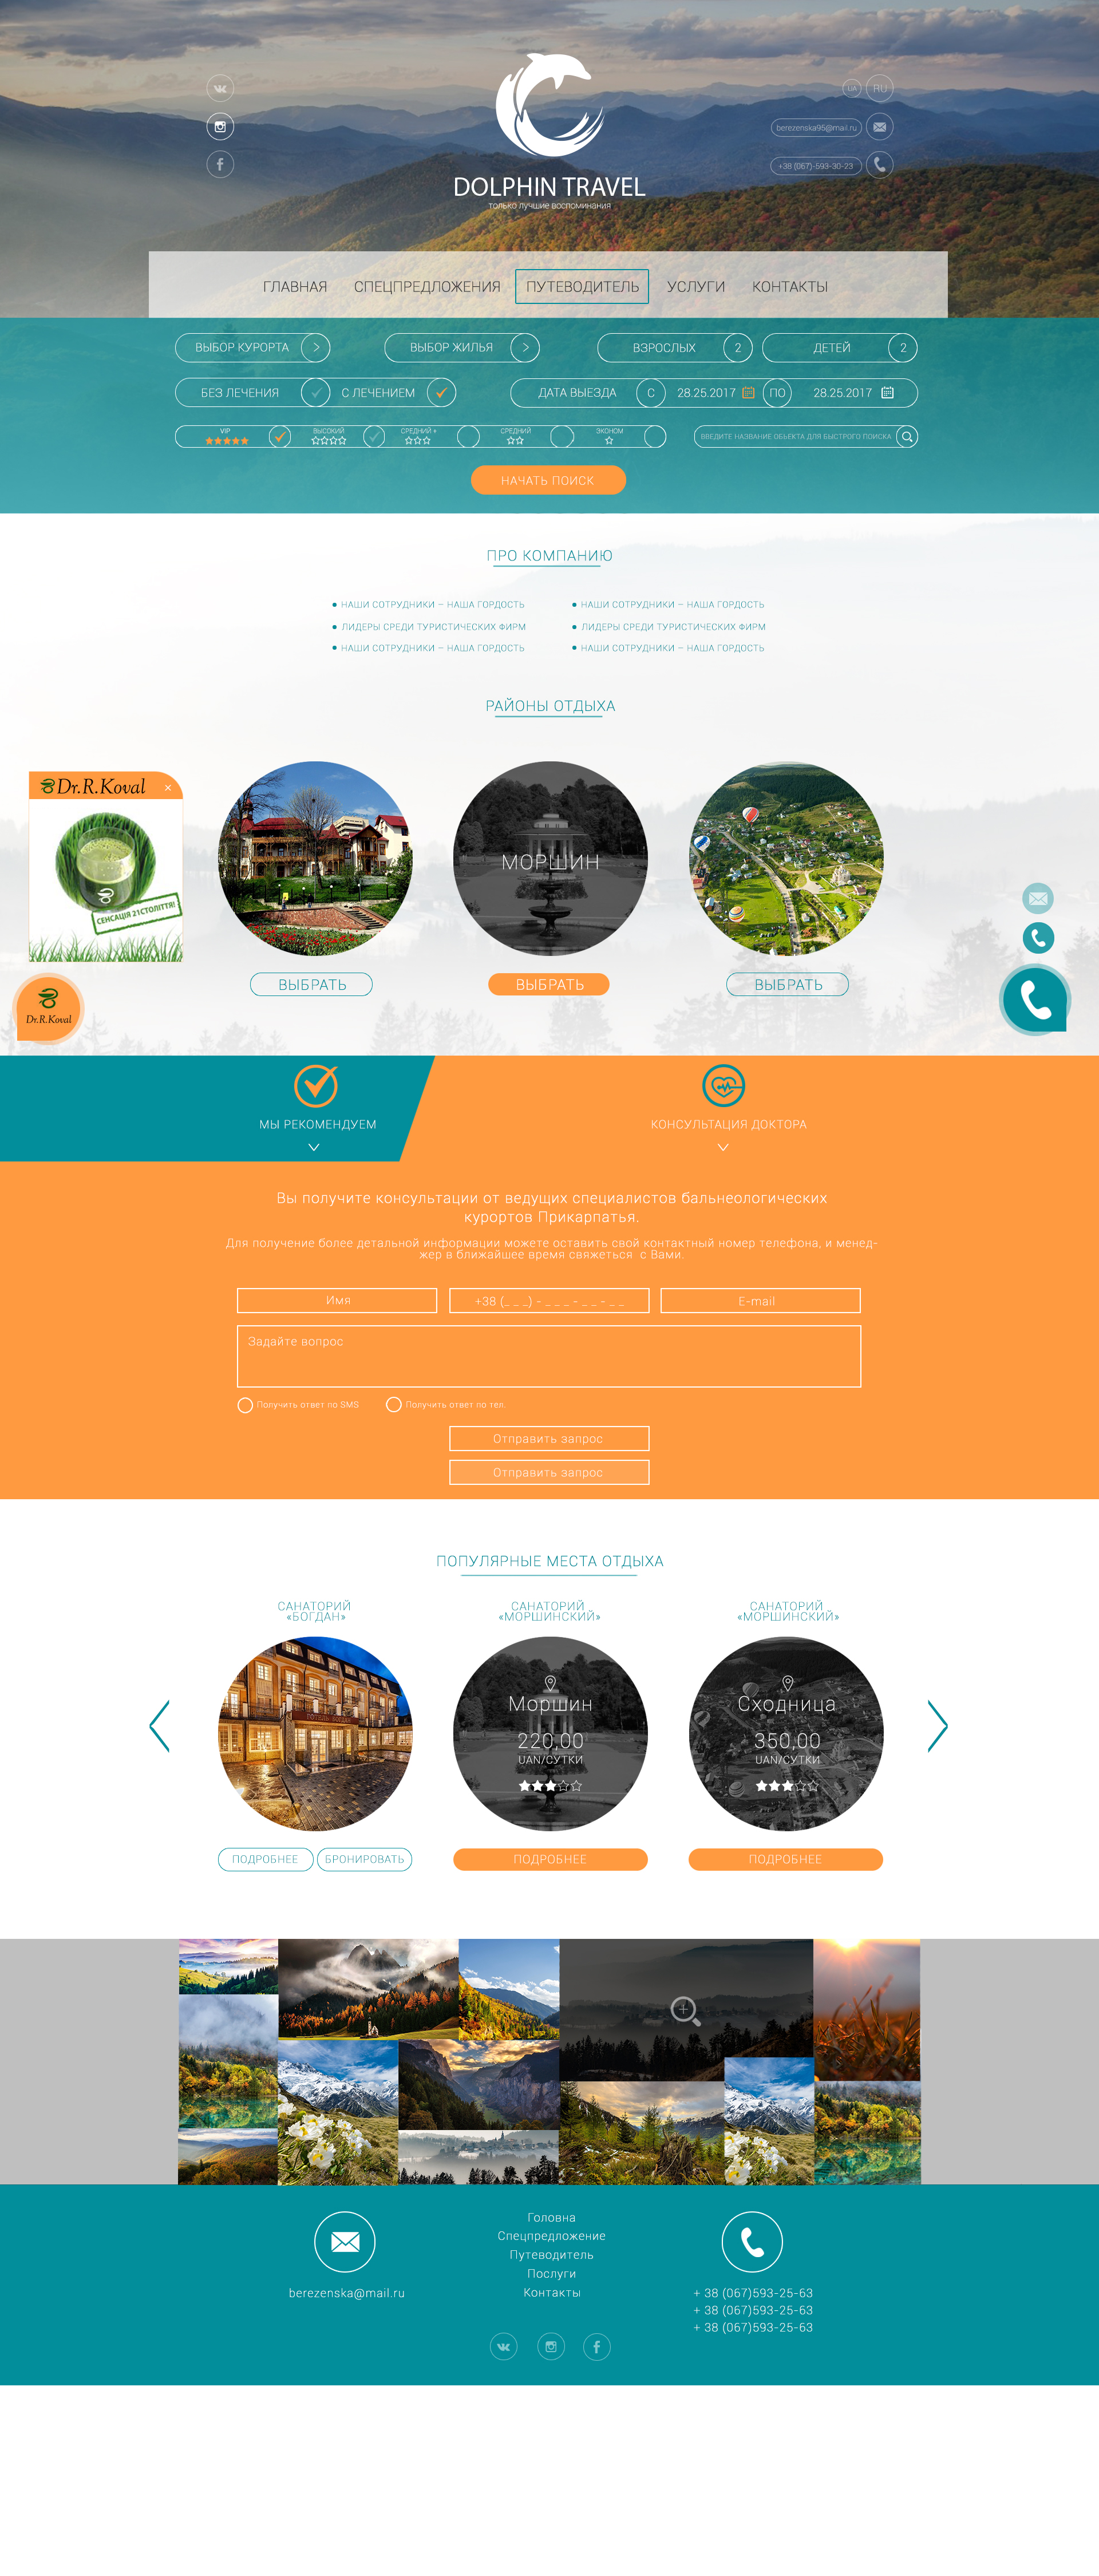 UA
RU
berezenska95@mail.ru
+38 (067)-593-30-23
DOLPHIN TRAVEL
только лучшие воспоминания
ГЛАВНАЯ СПЕЦПРЕДЛОЖЕНИЯ ПУТЕВОДИТЕЛЬ УСЛУГИ КОНТАКТЫ
ВЫБОР КУРОРТА ВЫБОР ЖИЛЬЯ ВЗРОСЛЫХ 2 ДЕТЕЙ 2
БЕЗ ЛЕЧЕНИЯ С ЛЕЧЕНИЕМ ДАТА ВЫЕЗДА С 28.25.2017 ПО 28.25.2017
VIP ВЫСОКИЙ СРЕДНИЙ + СРЕДНИЙ ЭКОНОМ
ВВЕДИТЕ НАЗВАНИЕ ОБЬЕКТА ДЛЯ БЫСТРОГО ПОИСКА
НАЧАТЬ ПОИСК
ПРО КОМПАНИЮ
НАШИ СОТРУДНИКИ – НАША ГОРДОСТЬ НАШИ СОТРУДНИКИ – НАША ГОРДОСТЬ
ЛИДЕРЫ СРЕДИ ТУРИСТИЧЕСКИХ ФИРМ ЛИДЕРЫ СРЕДИ ТУРИСТИЧЕСКИХ ФИРМ
НАШИ СОТРУДНИКИ – НАША ГОРДОСТЬ НАШИ СОТРУДНИКИ – НАША ГОРДОСТЬ
РАЙОНЫ ОТДЫХА
Dr.R.Koval
СЕНСАЦІЯ 21 СТОЛІТТЯ!
МОРШИН
ВЫБРАТЬ ВЫБРАТЬ ВЫБРАТЬ
Dr.R.Koval
МЫ РЕКОМЕНДУЕМ КОНСУЛЬТАЦИЯ ДОКТОРА
Вы получите консультации от ведущих специалистов бальнеологических
курортов Прикарпатья.
Для получение более детальной информации можете оставить свой контактный номер телефона, и менед-
жер в ближайшее время свяжеться с Вами.
Имя +38 (_ _ _) - _ _ _ - _ _ - _ _ E-mail
Задайте вопрос
Получить ответ по SMS Получить ответ по тел.
Отправить запрос
Отправить запрос
ПОПУЛЯРНЫЕ МЕСТА ОТДЫХА
САНАТОРИЙ САНАТОРИЙ САНАТОРИЙ
«БОГДАН» «МОРШИНСКИЙ» «МОРШИНСКИЙ»
ГОТЕЛЬ БОГДАН
Моршин Сходница
220,00 350,00
UAN/СУТКИ UAN/СУТКИ
ПОДРОБНЕЕ БРОНИРОВАТЬ ПОДРОБНЕЕ ПОДРОБНЕЕ
Головна
Спецпредложение
Путеводитель
Послуги
Контакты
berezenska@mail.ru
+ 38 (067)593-25-63
+ 38 (067)593-25-63
+ 38 (067)593-25-63